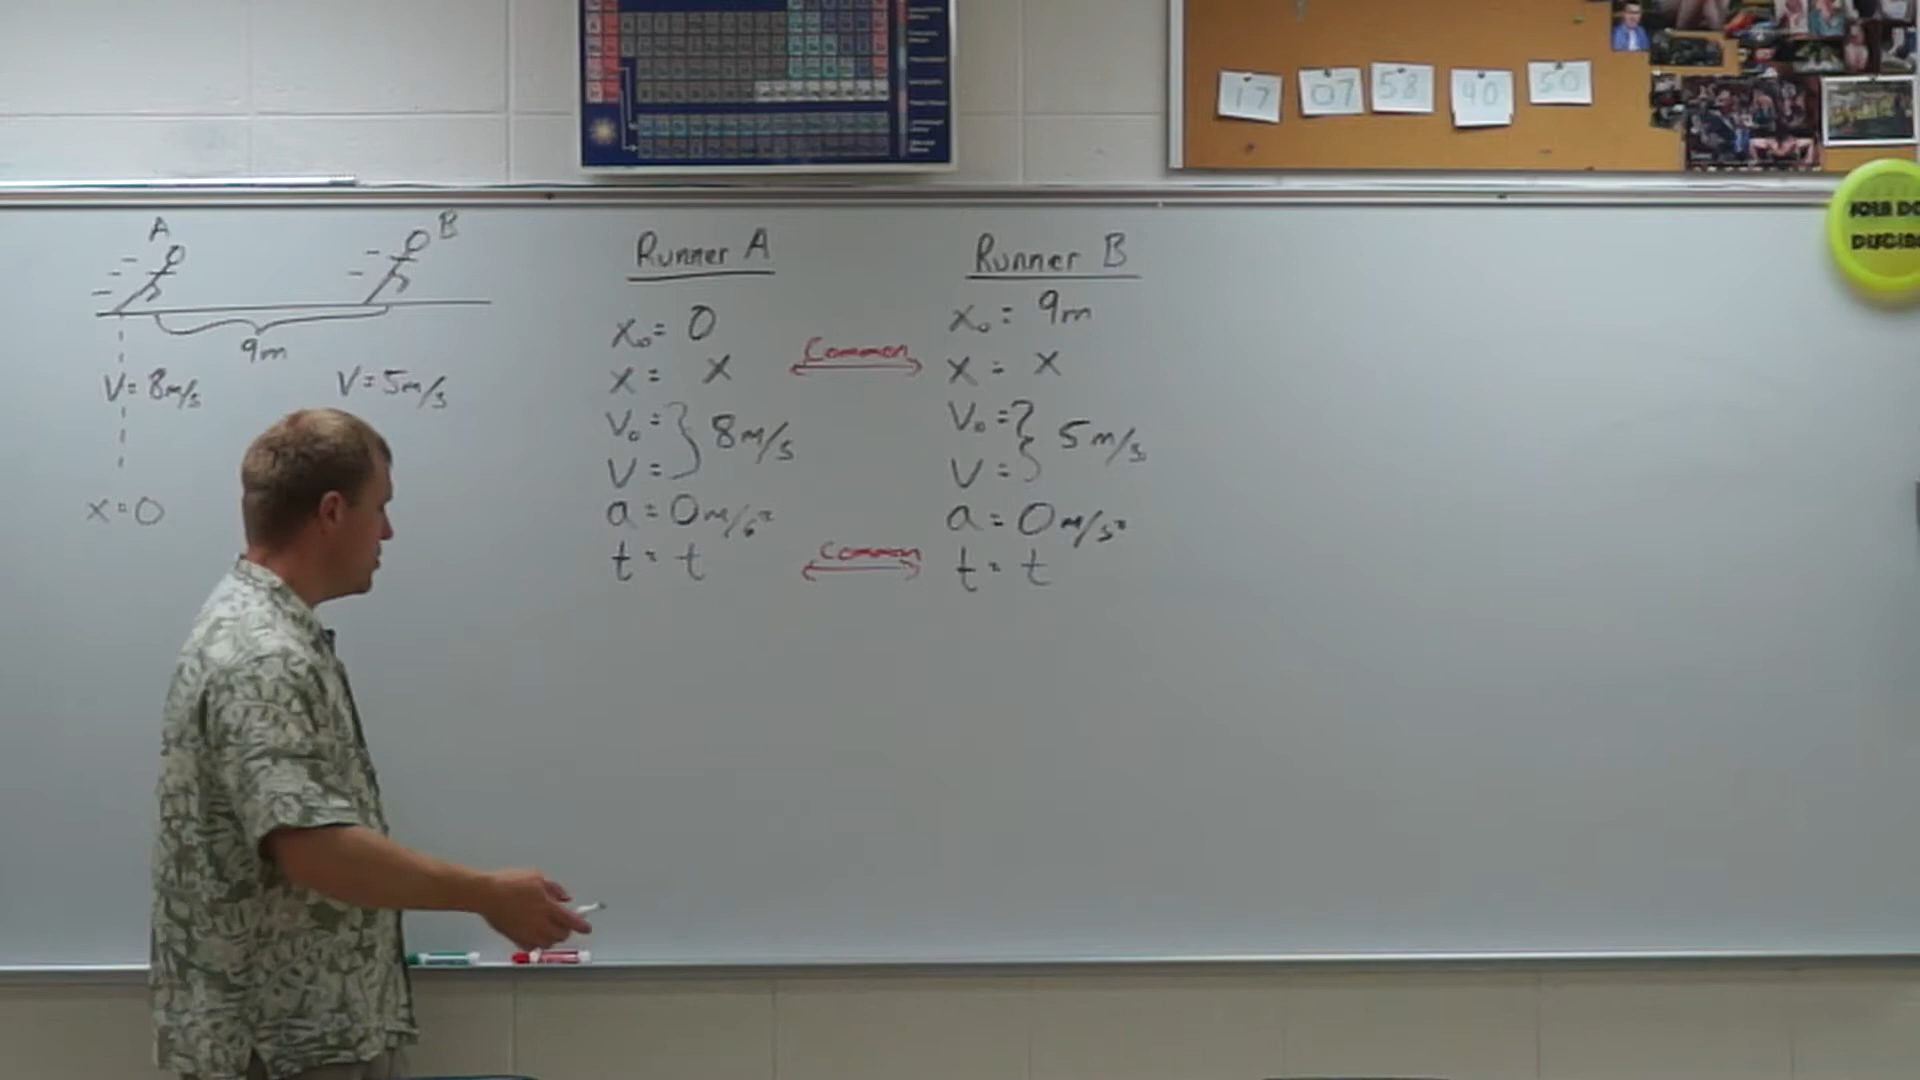 17 07 58 90 50
A B
9m
V = 8m/s V = 5m/s
x = 0
Runner A
x₀ = 0
x = x
V₀ =
V = } 8m/s
a = 0m/s²
t = t
Common
Common
Runner B
x₀ = 9m
x = x
V₀ =
V = } 5m/s
a = 0m/s²
t = t